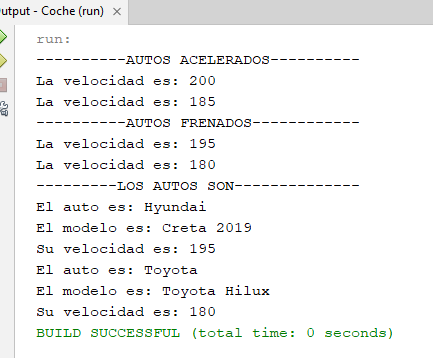 Output - Coche (run) ×
run:
----------AUTOS ACELERADOS----------
La velocidad es: 200
La velocidad es: 185
----------AUTOS FRENADOS------------
La velocidad es: 195
La velocidad es: 180
---------LOS AUTOS SON--------------
El auto es: Hyundai
El modelo es: Creta 2019
Su velocidad es: 195
El auto es: Toyota
El modelo es: Toyota Hilux
Su velocidad es: 180
BUILD SUCCESSFUL (total time: 0 seconds)